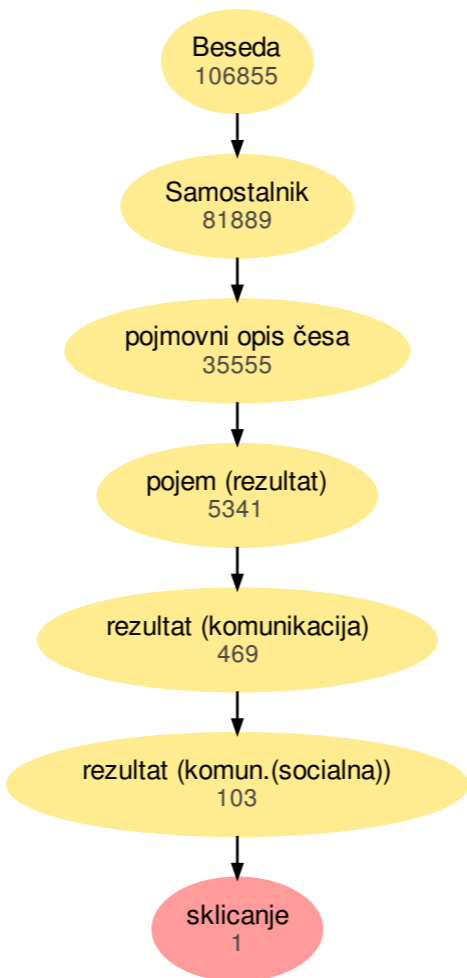 Beseda
106855
Samostalnik
81889
pojmovni opis česa
35555
pojem (rezultat)
5341
rezultat (komunikacija)
469
rezultat (komun.(socialna))
103
sklicanje
1